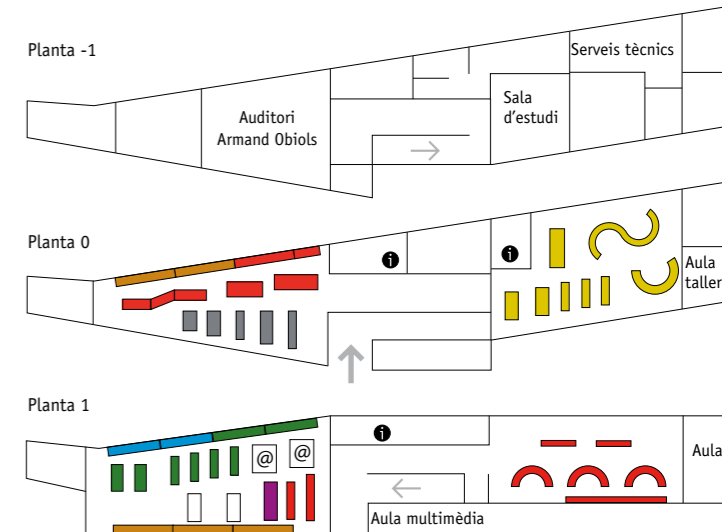 Planta -1
Serveis tècnics
Sala
d'estudi
Auditori
Armand Obiols
Planta 0
i
i
Aula
taller
Planta 1
i
@
@
Aula
Aula multimèdia